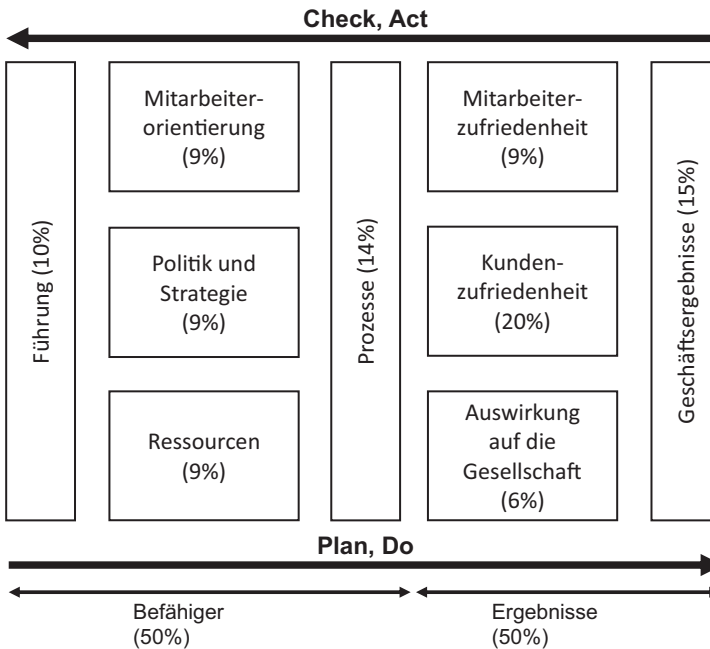 Check, Act
Führung (10%)
Mitarbeiter-
orientierung
(9%)
Politik und
Strategie
(9%)
Ressourcen
(9%)
Prozesse (14%)
Mitarbeiter-
zufriedenheit
(9%)
Kunden-
zufriedenheit
(20%)
Auswirkung
auf die
Gesellschaft
(6%)
Geschäftsergebnisse (15%)
Plan, Do
Befähiger
(50%)
Ergebnisse
(50%)